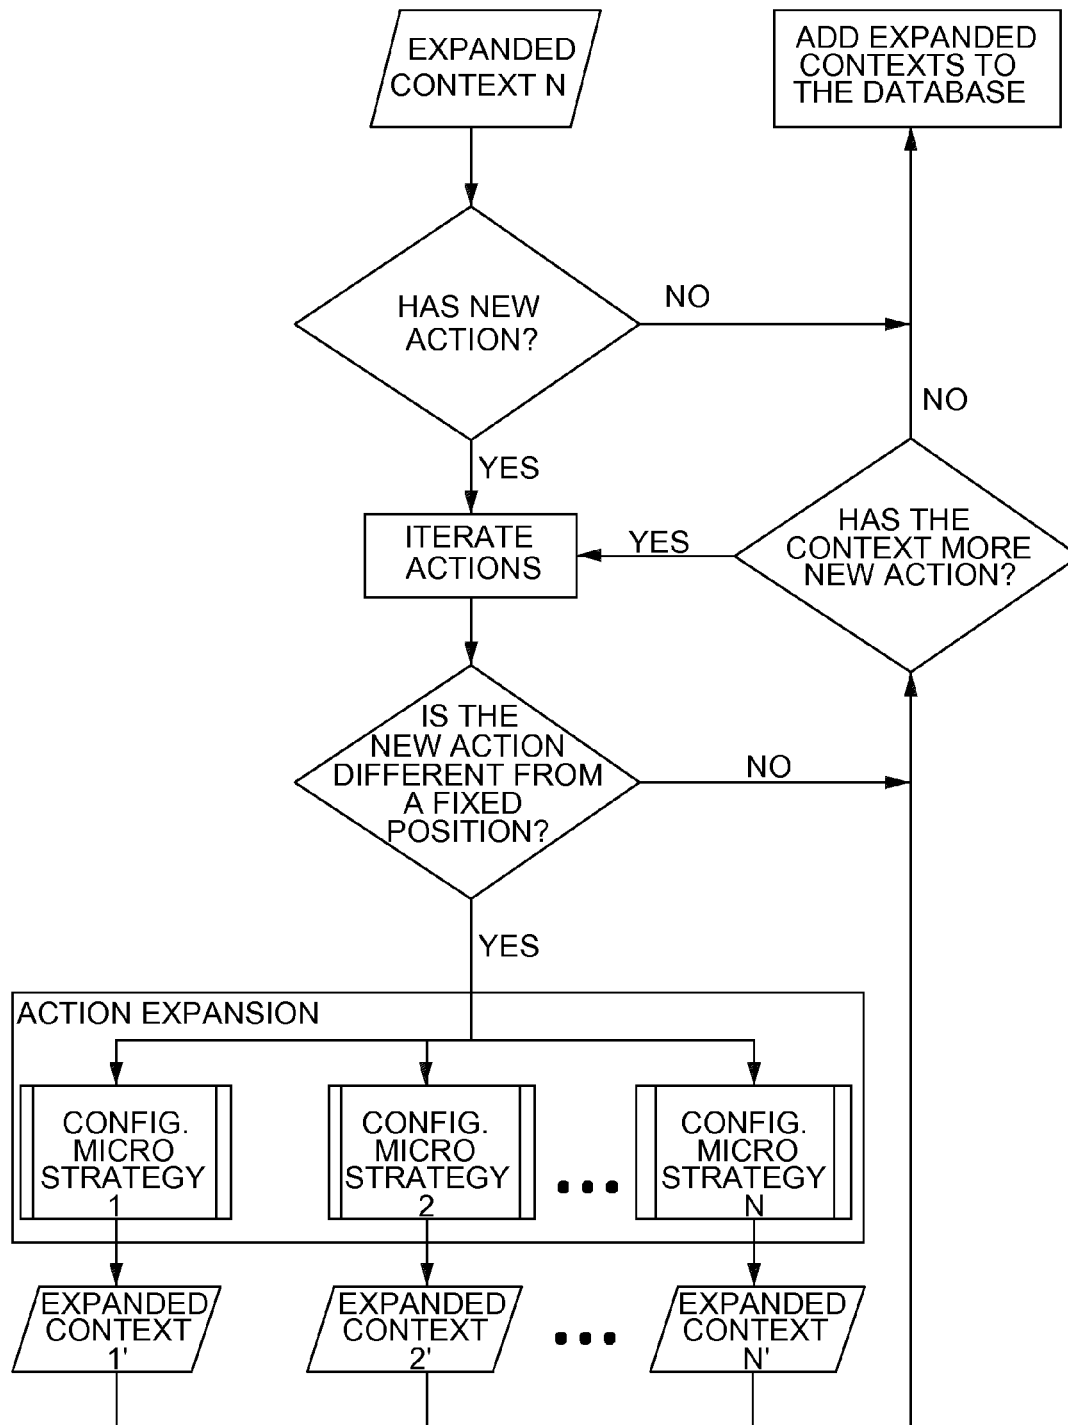 EXPANDED
CONTEXT N
ADD EXPANDED
CONTEXTS TO
THE DATABASE
HAS NEW
ACTION?
NO
NO
YES
ITERATE
ACTIONS
YES
HAS THE
CONTEXT MORE
NEW ACTION?
IS THE
NEW ACTION
DIFFERENT FROM
A FIXED
POSITION?
NO
YES
ACTION EXPANSION
CONFIG.
MICRO
STRATEGY
1
CONFIG.
MICRO
STRATEGY
2
CONFIG.
MICRO
STRATEGY
N
EXPANDED
CONTEXT
1'
EXPANDED
CONTEXT
2'
EXPANDED
CONTEXT
N'